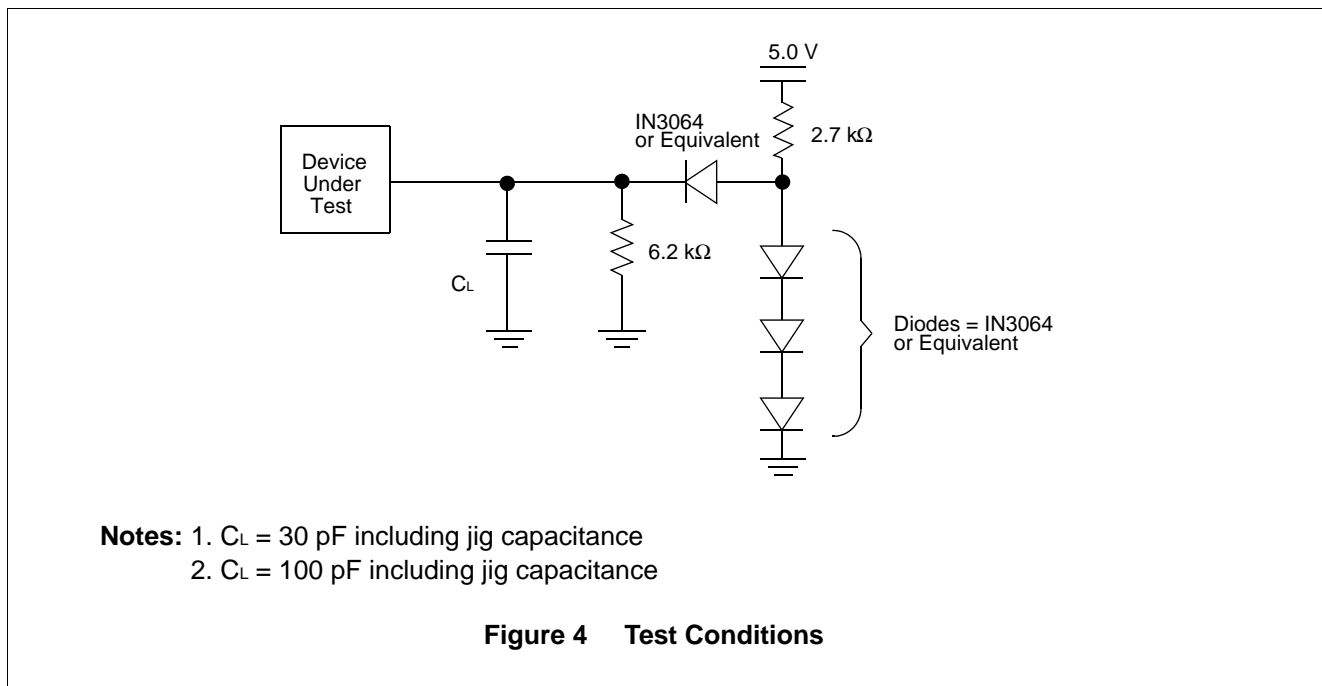 5.0 V
IN3064
or Equivalent
2.7 kΩ
Device
Under
Test
6.2 kΩ
CL
Diodes = IN3064
or Equivalent
Notes: 1. CL = 30 pF including jig capacitance
2. CL = 100 pF including jig capacitance
Figure 4 Test Conditions